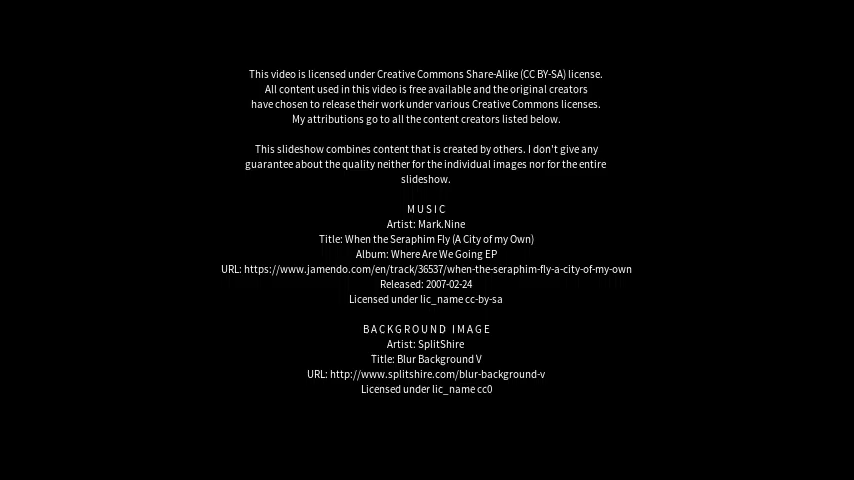 This video is licensed under Creative Commons Share-Alike (CC BY-SA) license.
All content used in this video is free available and the original creators
have chosen to release their work under various Creative Commons licenses.
My attributions go to all the content creators listed below.
This slideshow combines content that is created by others. I don't give any
guarantee about the quality neither for the individual images nor for the entire
slideshow.
MUSIC
Artist: Mark.Nine
Title: When the Seraphim Fly (A City of my Own)
Album: Where Are We Going EP
URL: https://www.jamendo.com/en/track/36537/when-the-seraphim-fly-a-city-of-my-own
Released: 2007-02-24
Licensed under lic_name cc-by-sa
BACKGROUND IMAGE
Artist: SplitShire
Title: Blur Background V
URL: http://www.splitshire.com/blur-background-v
Licensed under lic_name cc0